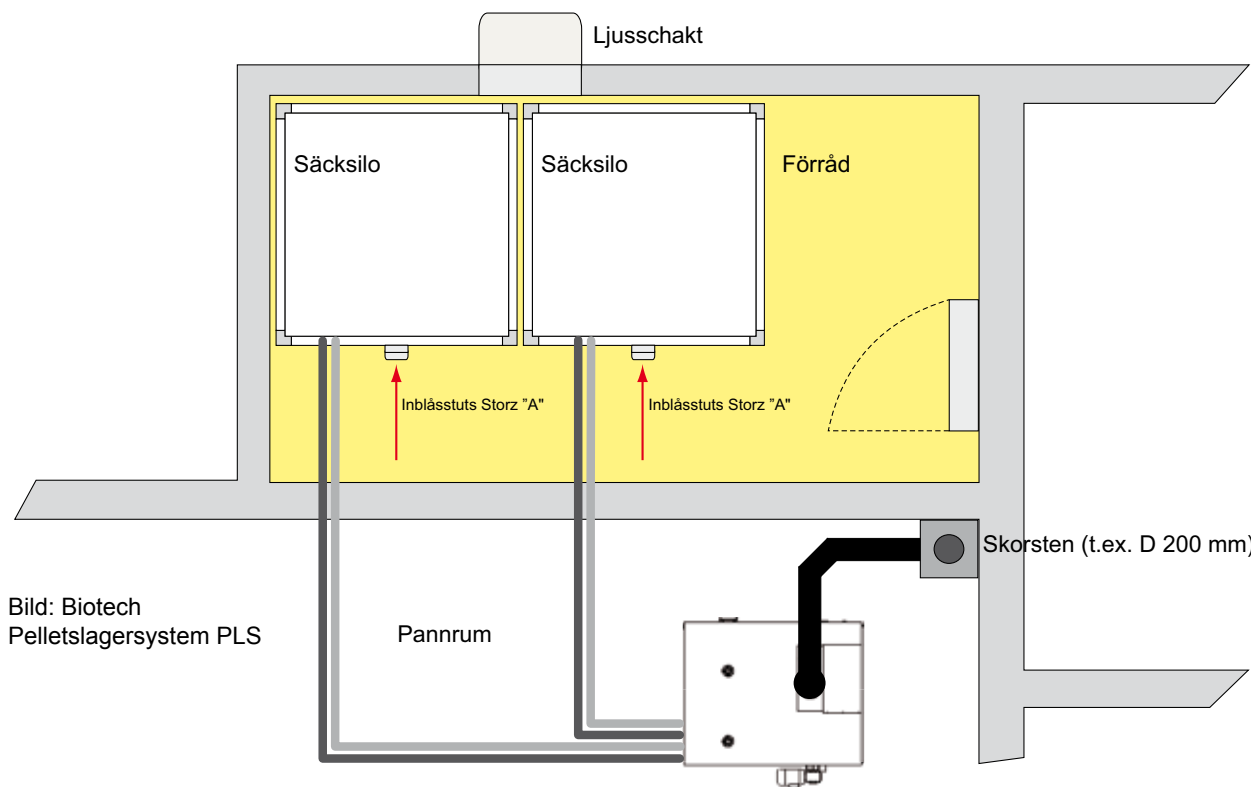 Ljusschakt
Säcksilo
Säcksilo
Förråd
Inblåsstuts Storz ”A"
Inblåsstuts Storz ”A"
Skorsten (t.ex. D 200 mm)
Bild: Biotech
Pelletslagersystem PLS
Pannrum